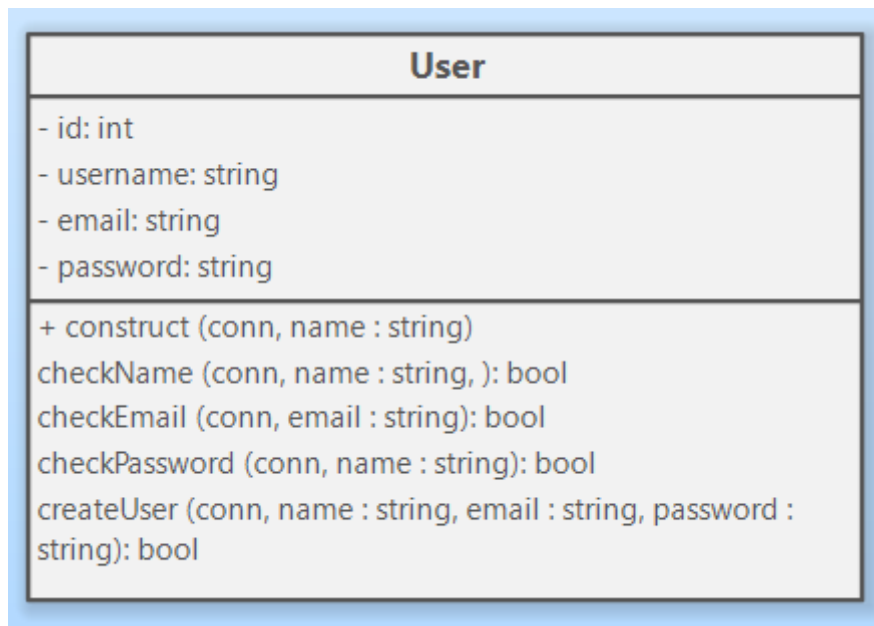 User
- id: int
- username: string
- email: string
- password: string
+ construct (conn, name : string)
checkName (conn, name : string, ): bool
checkEmail (conn, email : string): bool
checkPassword (conn, name : string): bool
createUser (conn, name : string, email : string, password :
string): bool